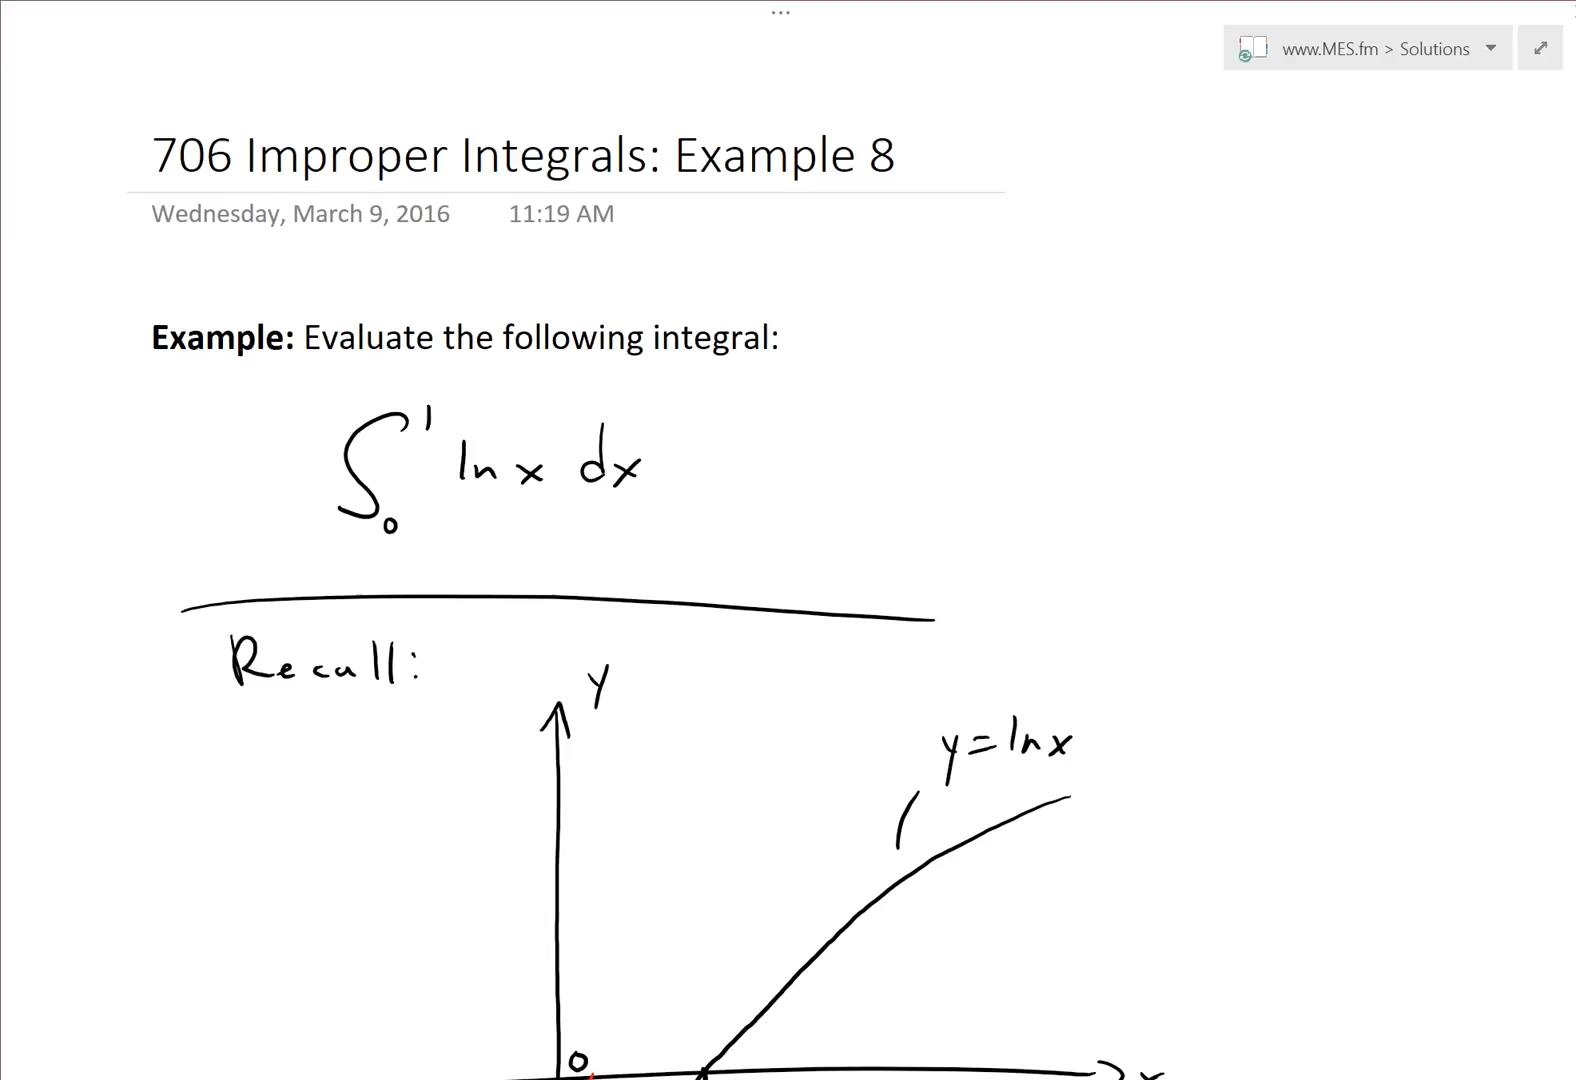 ...
www.MES.fm > Solutions
706 Improper Integrals: Example 8
Wednesday, March 9, 2016 11:19 AM
Example: Evaluate the following integral:
∫₀¹ ln x dx
Recall:
y
y = ln x
0
x